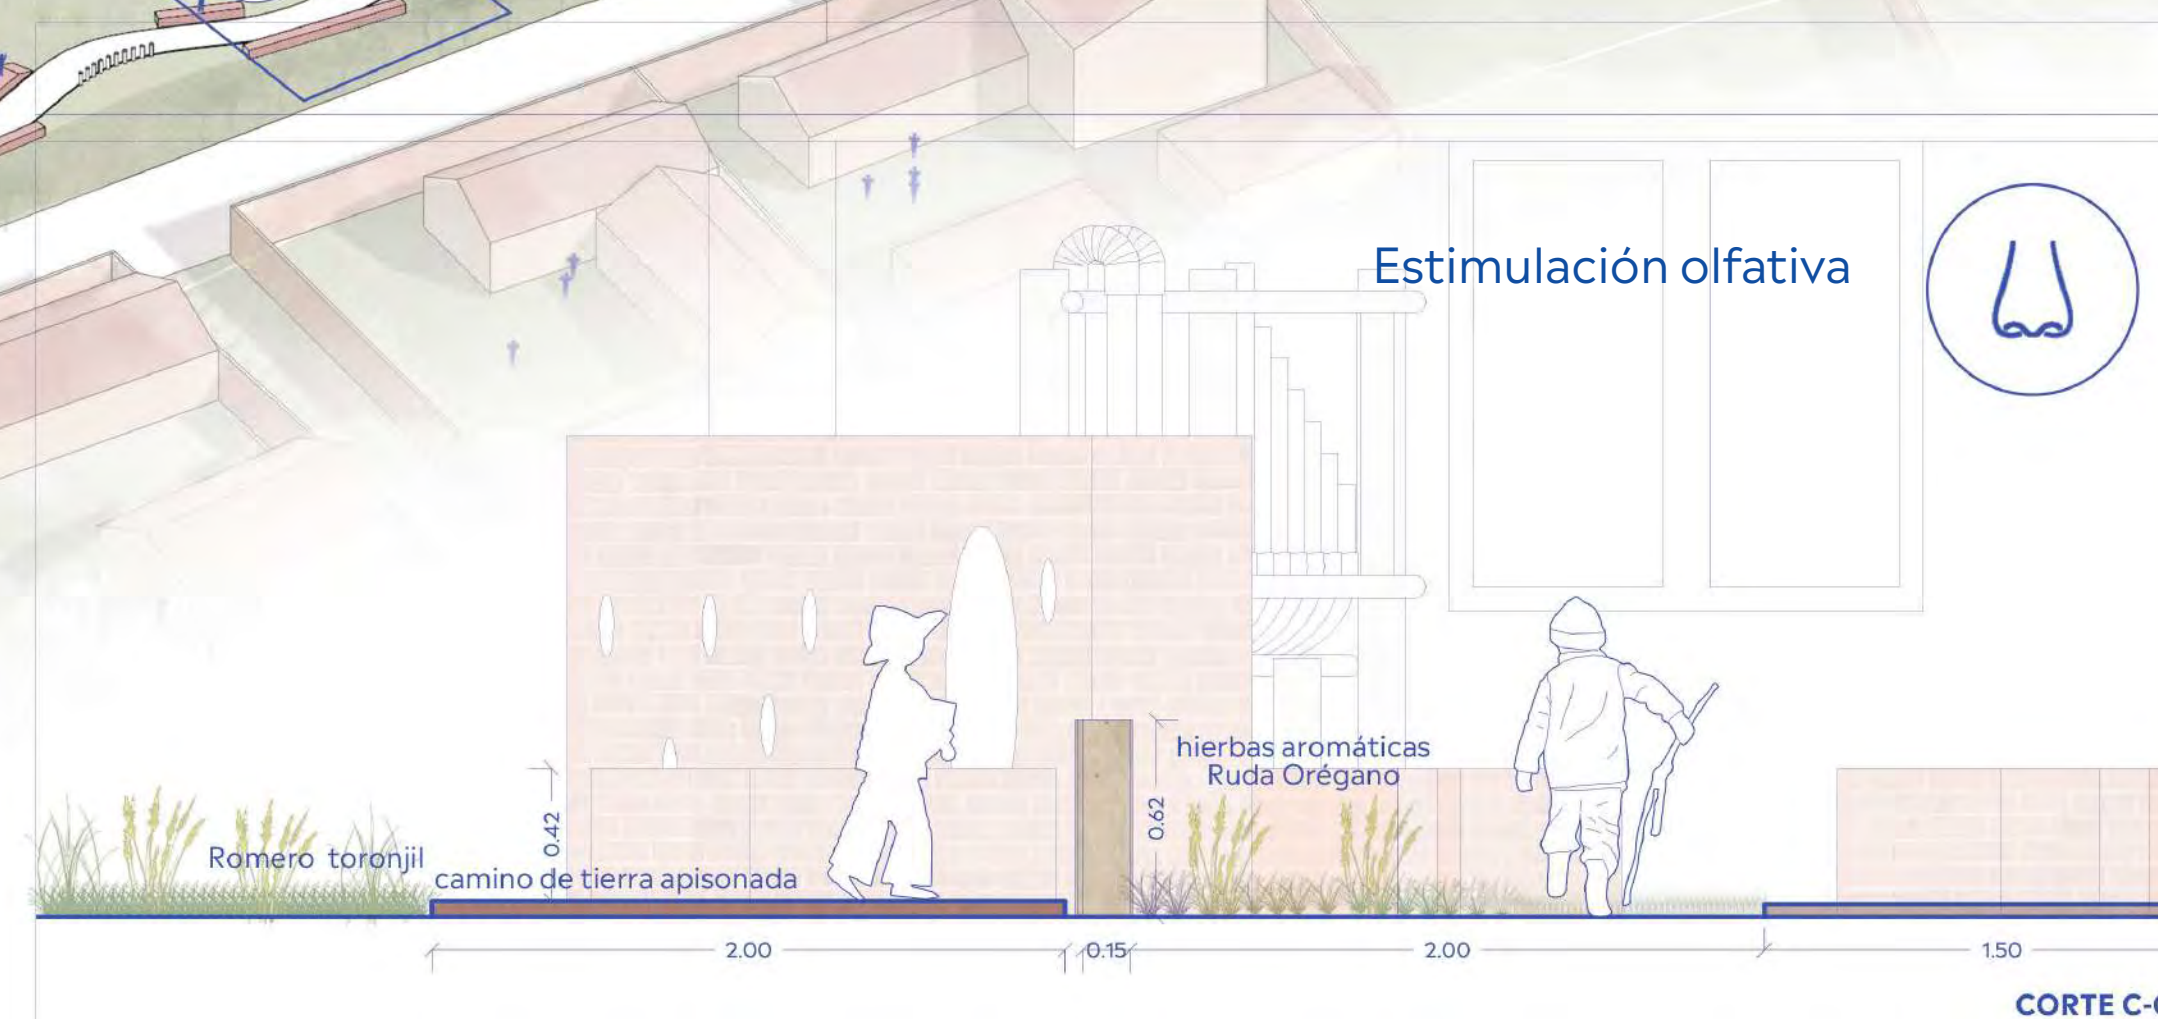 Estimulación olfativa
hierbas aromáticas
Ruda Orégano
0.62
0.42
Romero toronjil
camino de tierra apisonada
2.00
0.15
2.00
1.50
CORTE C-